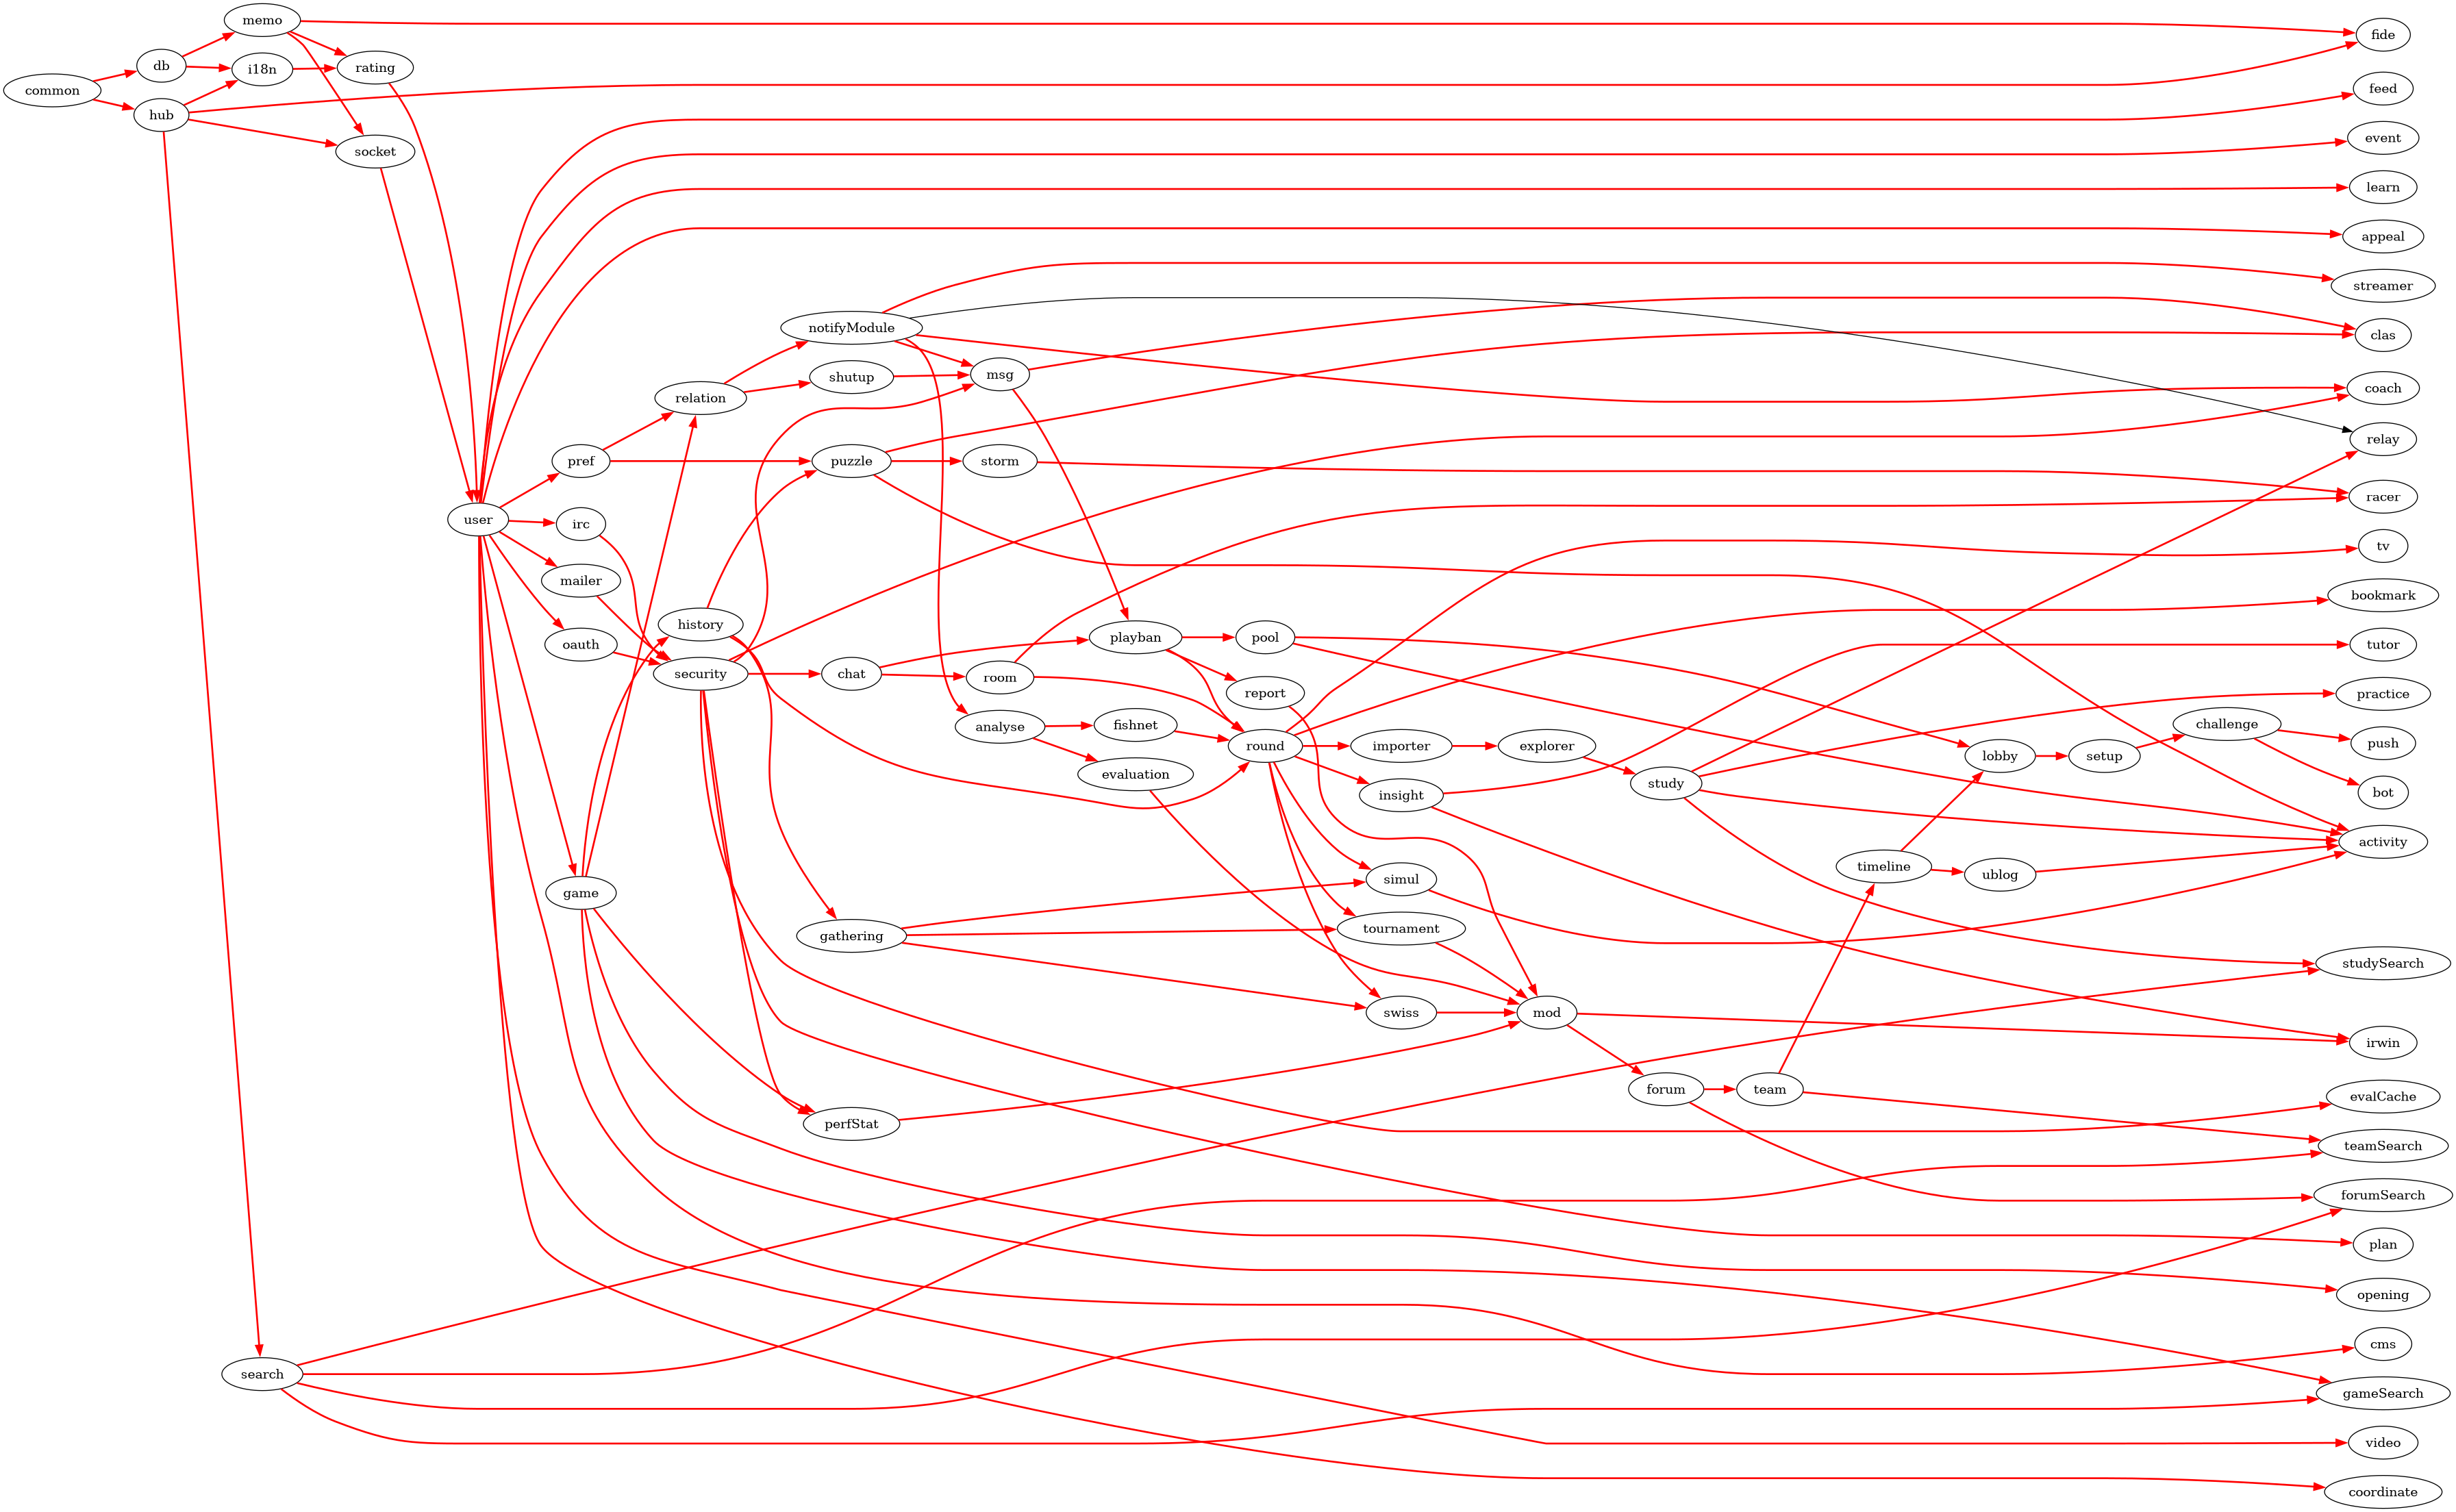 common
db
hub
memo
i18n
search
rating
socket
user
pref
irc
mailer
oauth
game
relation
history
security
notifyModule
shutup
puzzle
chat
gathering
perfStat
msg
storm
room
analyse
playban
fishnet
evaluation
pool
report
round
importer
insight
simul
tournament
swiss
explorer
mod
study
forum
team
timeline
lobby
ublog
setup
challenge
fide
feed
event
learn
appeal
streamer
clas
coach
relay
racer
tv
bookmark
tutor
practice
push
bot
activity
studySearch
irwin
evalCache
teamSearch
forumSearch
plan
opening
cms
gameSearch
video
coordinate